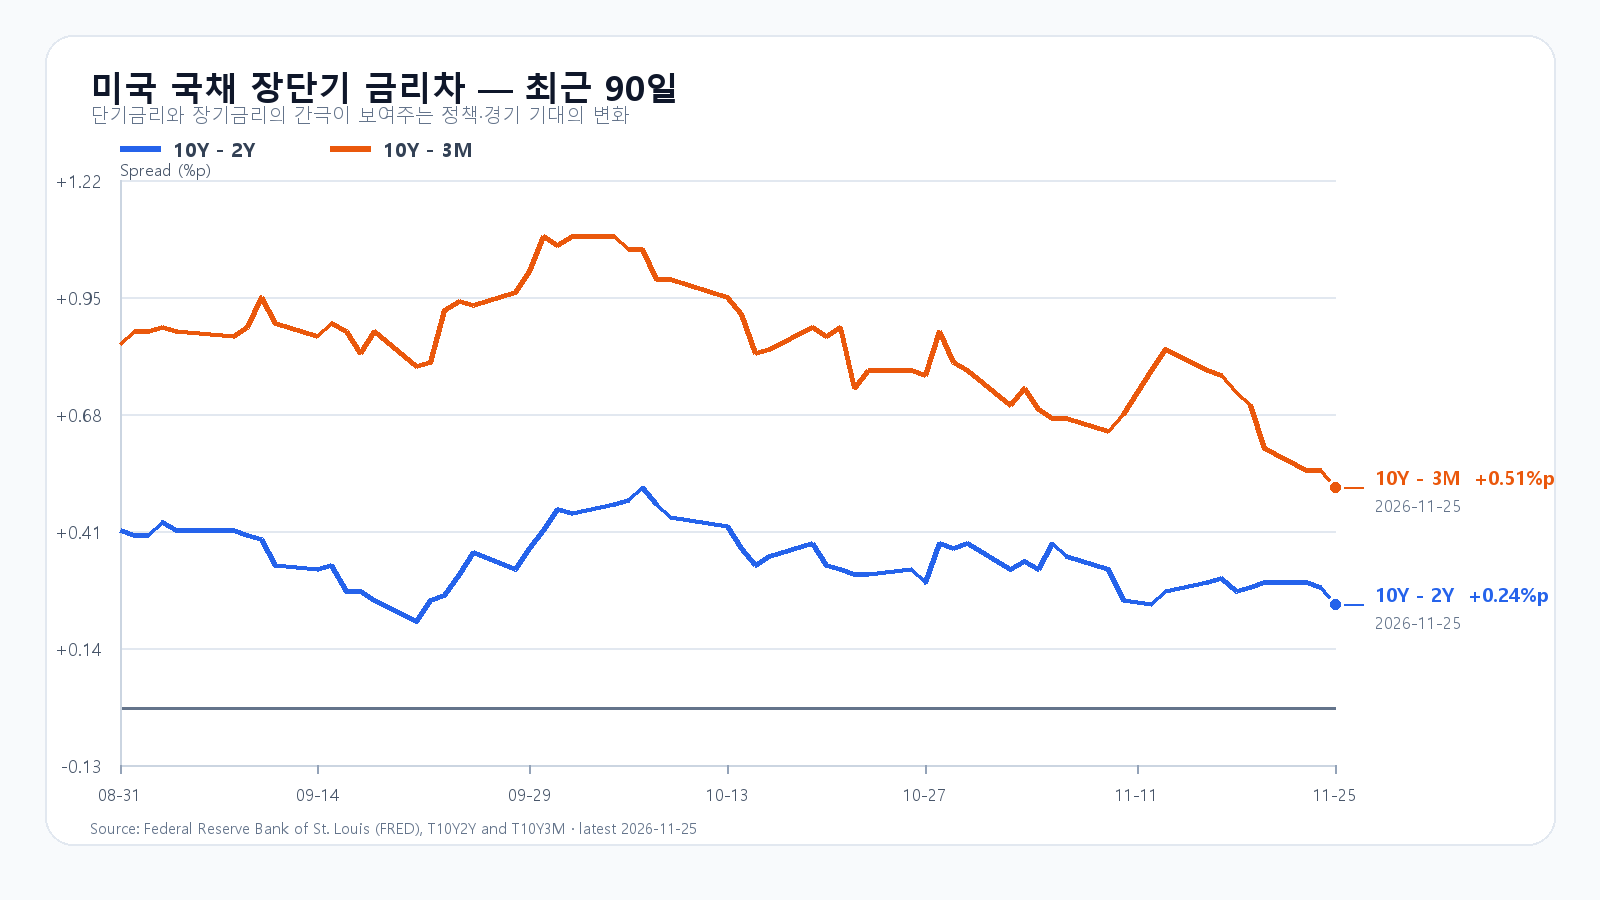 미국 국채 장단기 금리차 — 최근 90일
단기금리와 장기금리의 간극이 보여주는 정책·경기 기대의 변화
10Y - 2Y 10Y - 3M
Spread (%p)
+1.22
+0.95
+0.68
+0.41
+0.14
-0.13
10Y - 3M +0.51%p
2026-11-25
10Y - 2Y +0.24%p
2026-11-25
08-31 09-14 09-29 10-13 10-27 11-11 11-25
Source: Federal Reserve Bank of St. Louis (FRED), T10Y2Y and T10Y3M · latest 2026-11-25